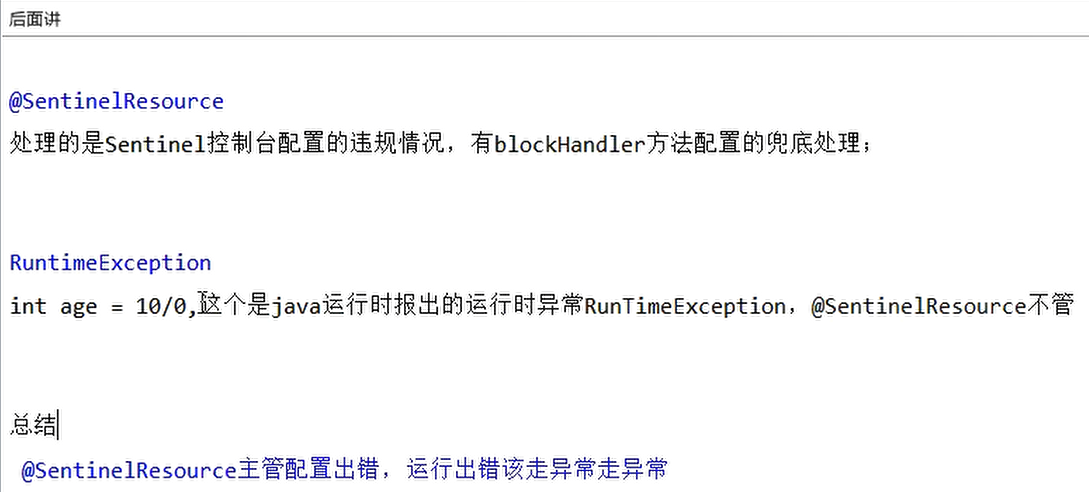 后面讲
@SentinelResource
处理的是Sentinel控制台配置的违规情况，有blockHandler方法配置的兜底处理；
RuntimeException
int age = 10/0,这个是java运行时报出的运行时异常RunTimeException，@SentinelResource不管
总结
@SentinelResource主管配置出错，运行出错该走异常走异常